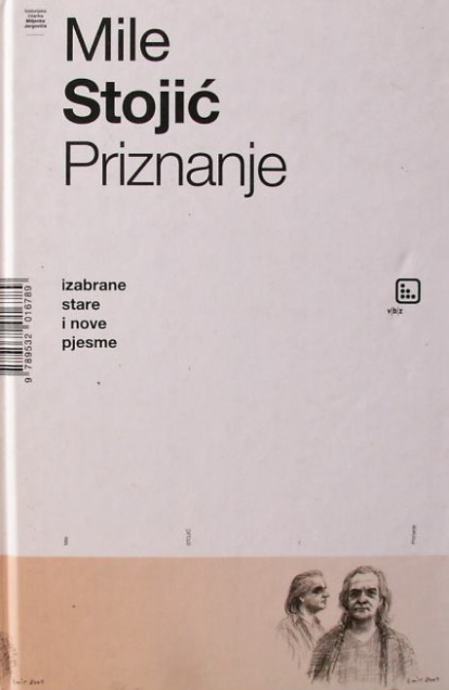 Mile
Stojić
Priznanje
izabrane
stare
i nove
pjesme
v|b|z
9 789532 016789